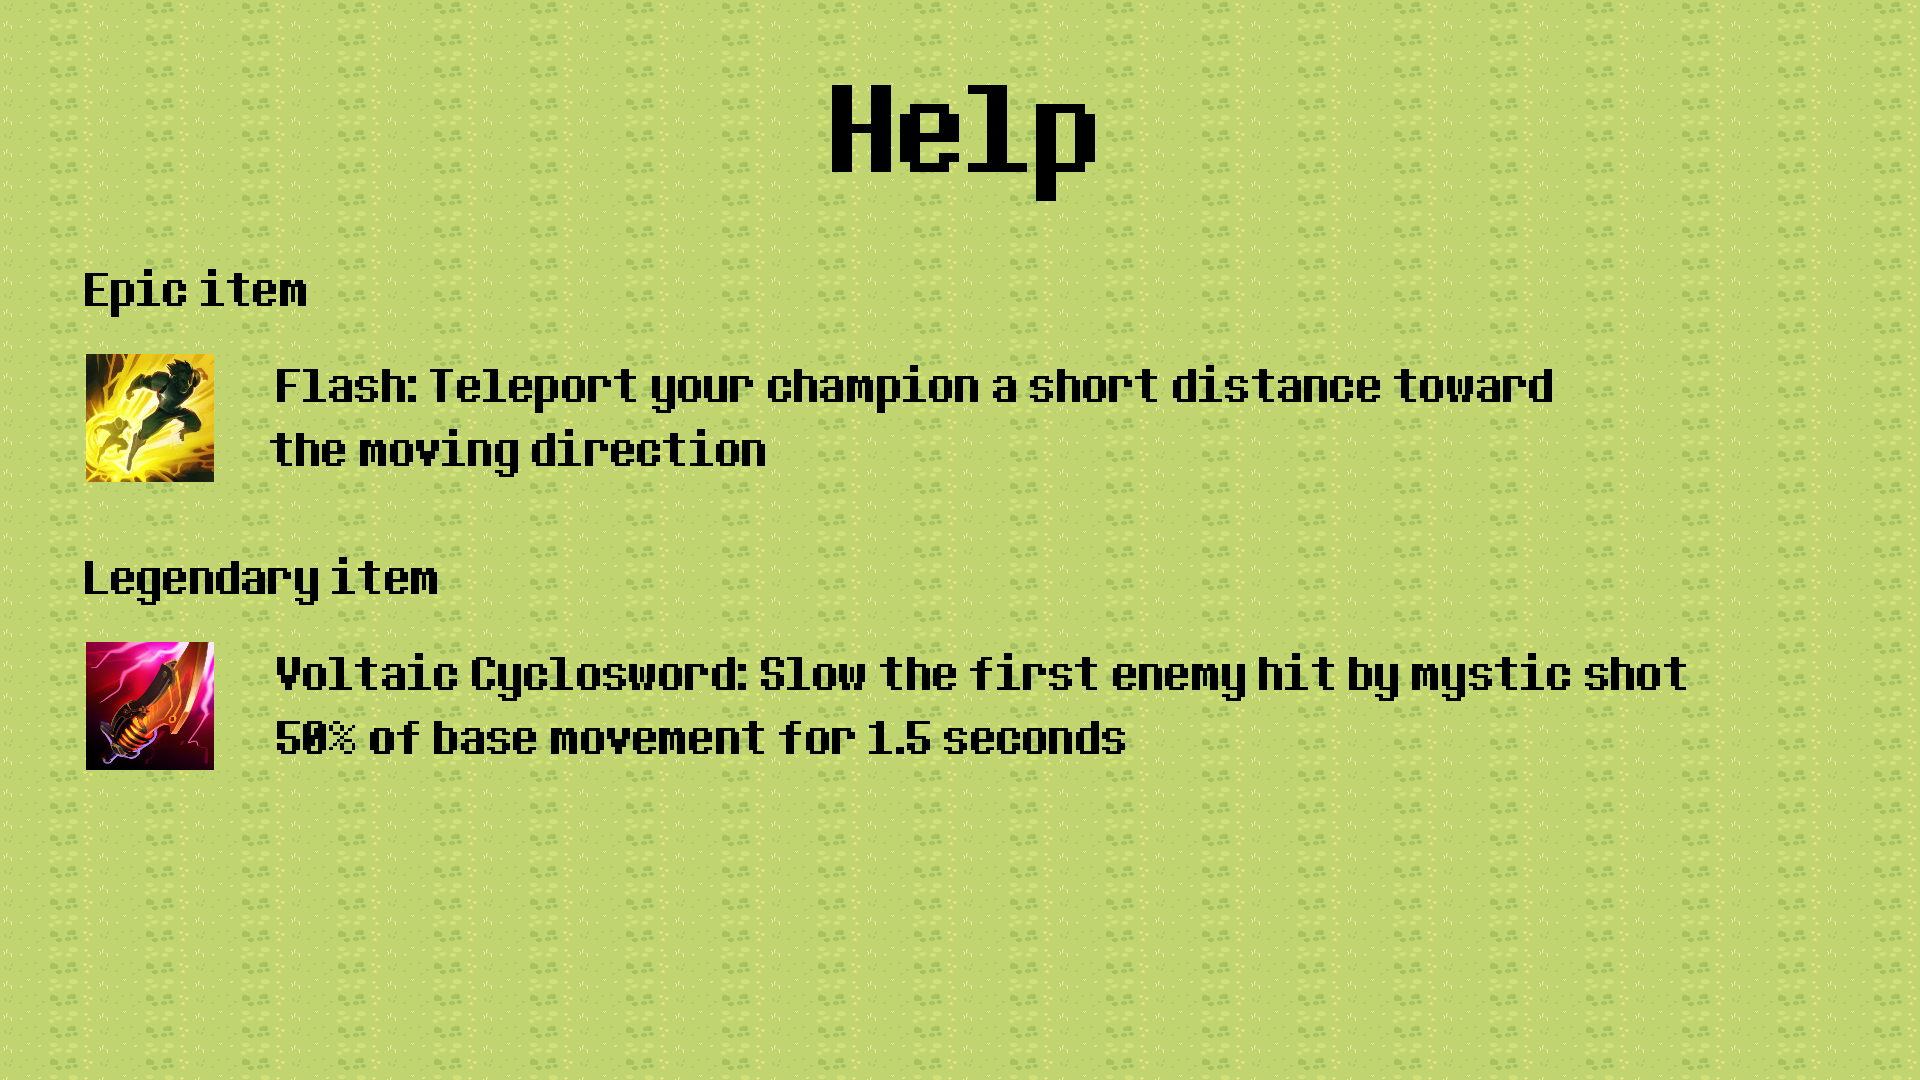 Help
Epic item
Flash: Teleport your champion a short distance toward
the moving direction
Legendary item
Voltaic Cyclosword: Slow the first enemy hit by mystic shot
50% of base movement for 1.5 seconds